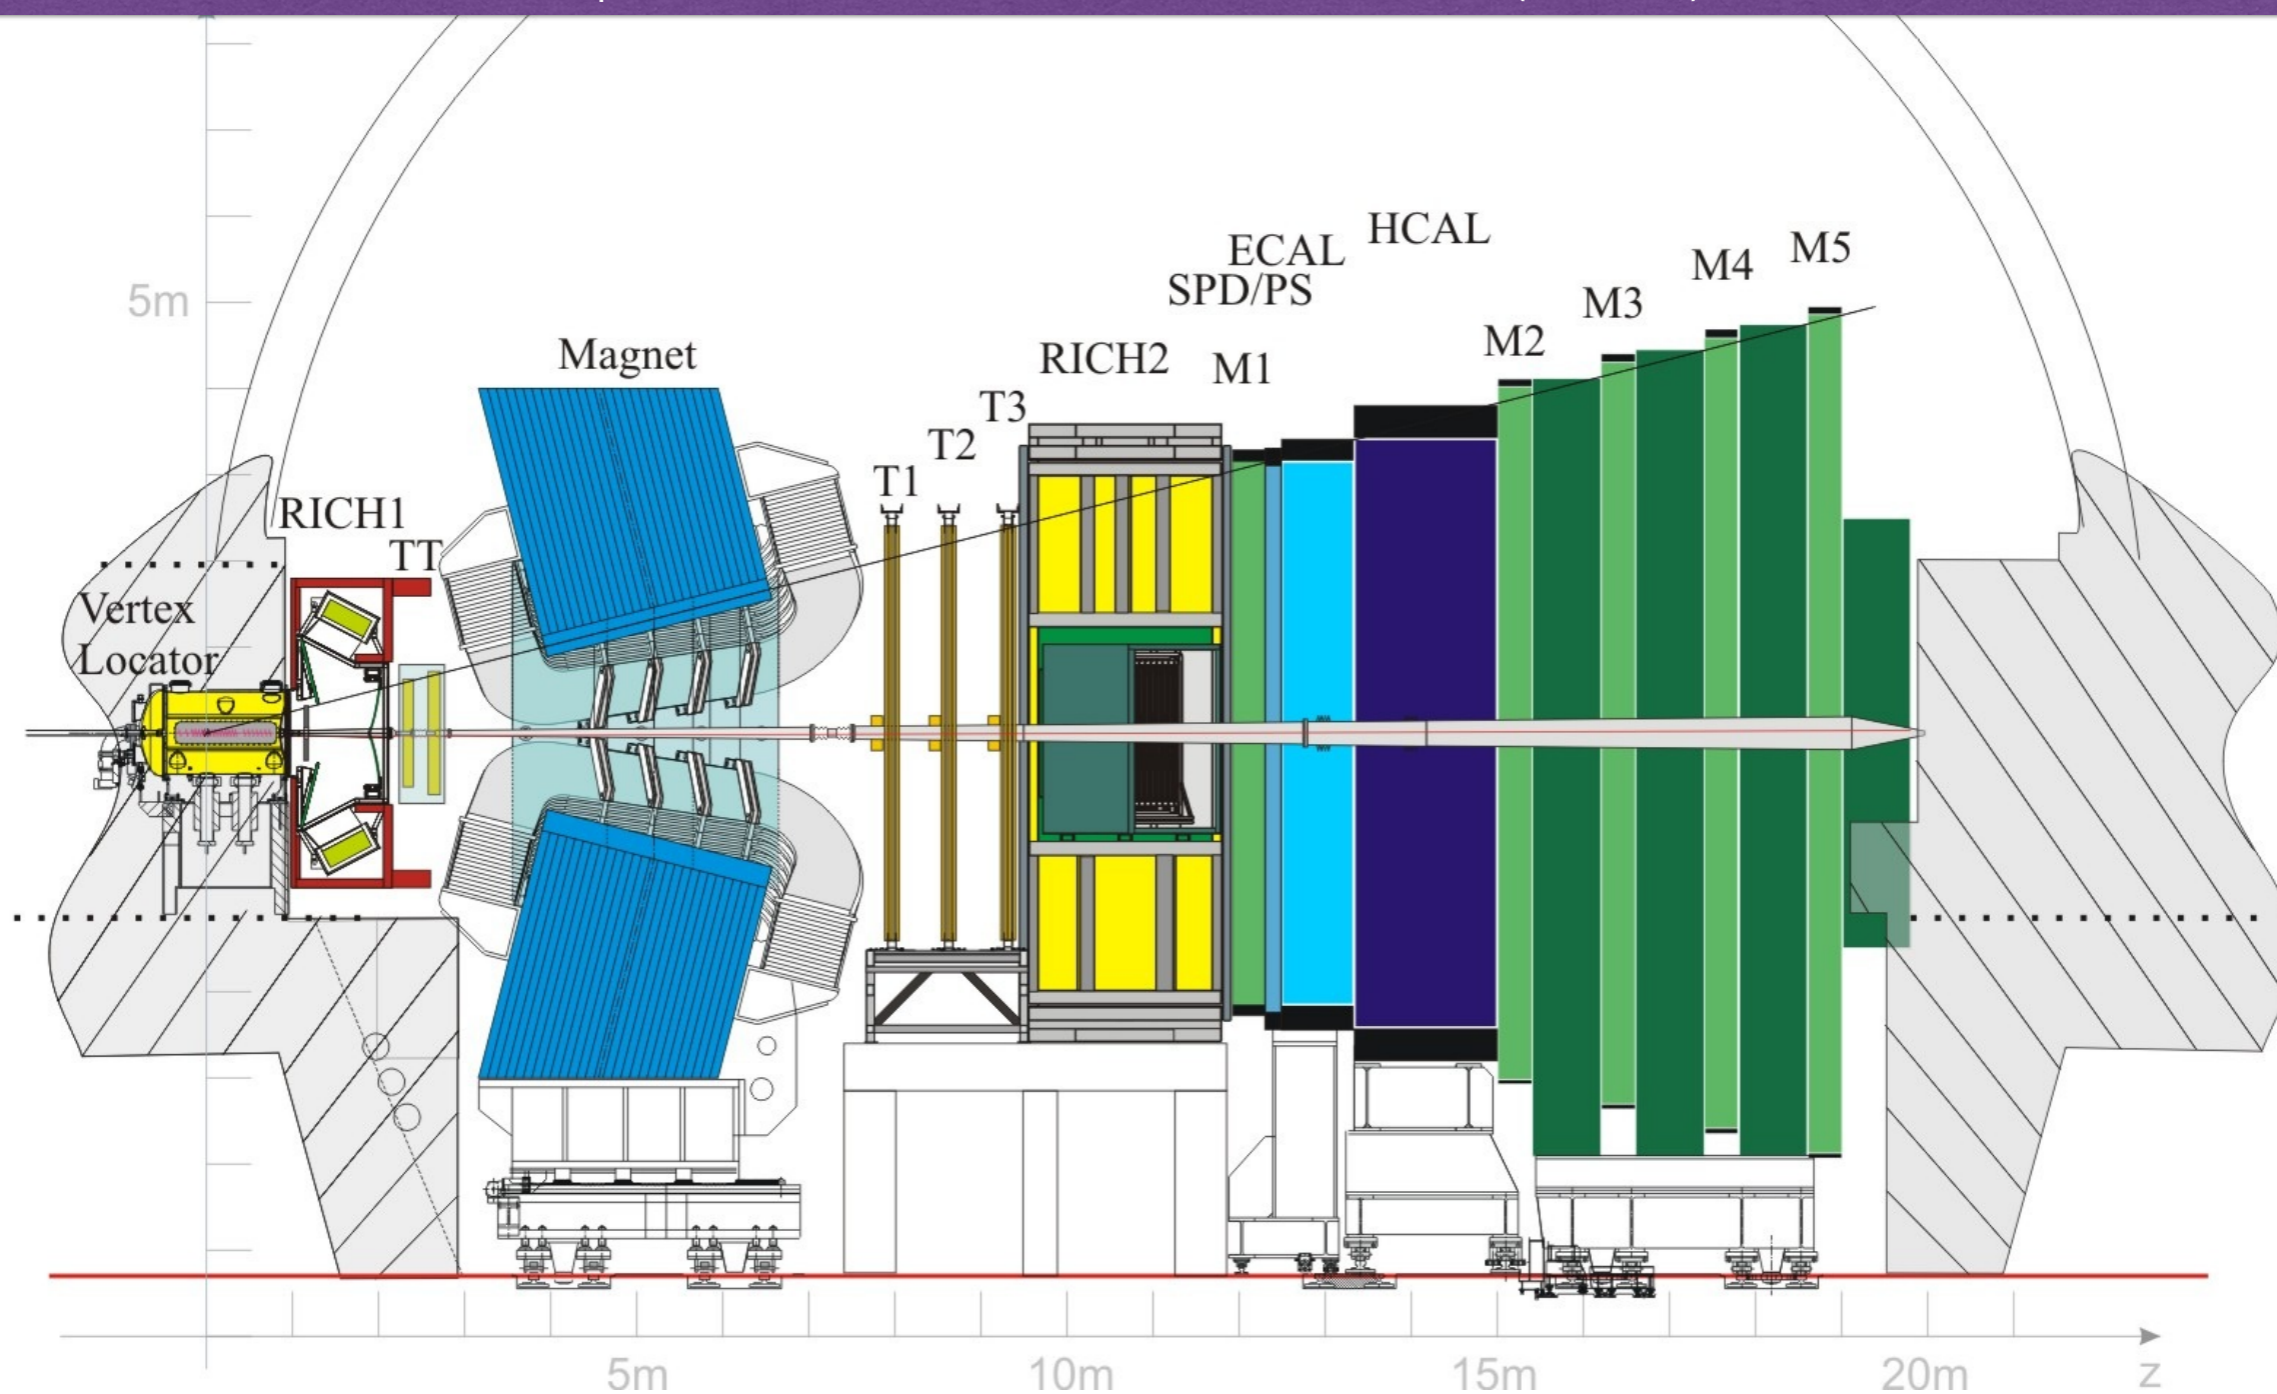 HCAL
ECAL
SPD/PS
M5
M4
M3
M2
5m
Magnet
RICH2
M1
T3
T2
T1
RICH1
TT
Vertex
Locator
5m
10m
15m
20m
z